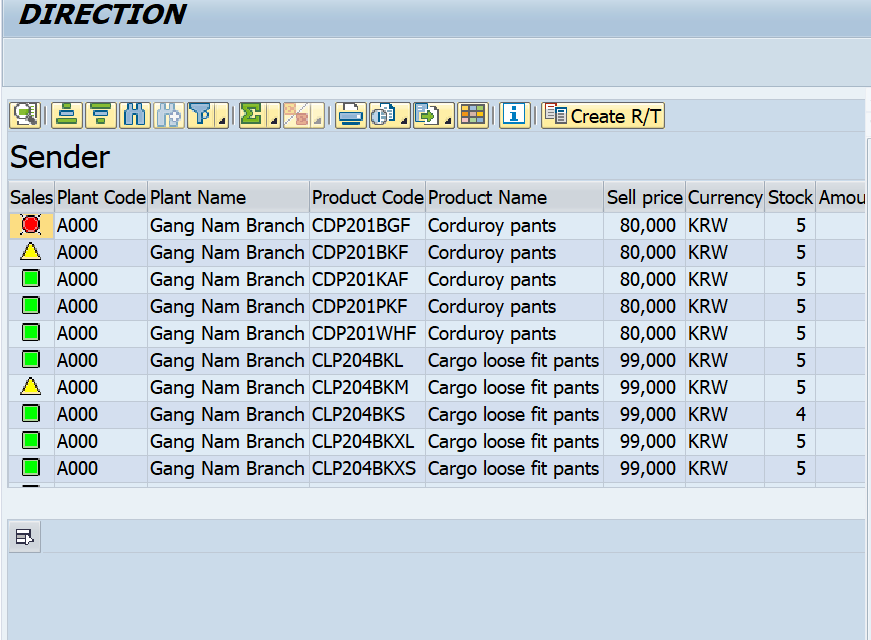 DIRECTION
Create R/T
Sender
Sales Plant Code Plant Name Product Code Product Name Sell price Currency Stock Amou
A000 Gang Nam Branch CDP201BGF Corduroy pants 80,000 KRW 5
A000 Gang Nam Branch CDP201BKF Corduroy pants 80,000 KRW 5
A000 Gang Nam Branch CDP201KAF Corduroy pants 80,000 KRW 5
A000 Gang Nam Branch CDP201PKF Corduroy pants 80,000 KRW 5
A000 Gang Nam Branch CDP201WHF Corduroy pants 80,000 KRW 5
A000 Gang Nam Branch CLP204BKL Cargo loose fit pants 99,000 KRW 5
A000 Gang Nam Branch CLP204BKM Cargo loose fit pants 99,000 KRW 5
A000 Gang Nam Branch CLP204BKS Cargo loose fit pants 99,000 KRW 4
A000 Gang Nam Branch CLP204BKXL Cargo loose fit pants 99,000 KRW 5
A000 Gang Nam Branch CLP204BKXS Cargo loose fit pants 99,000 KRW 5